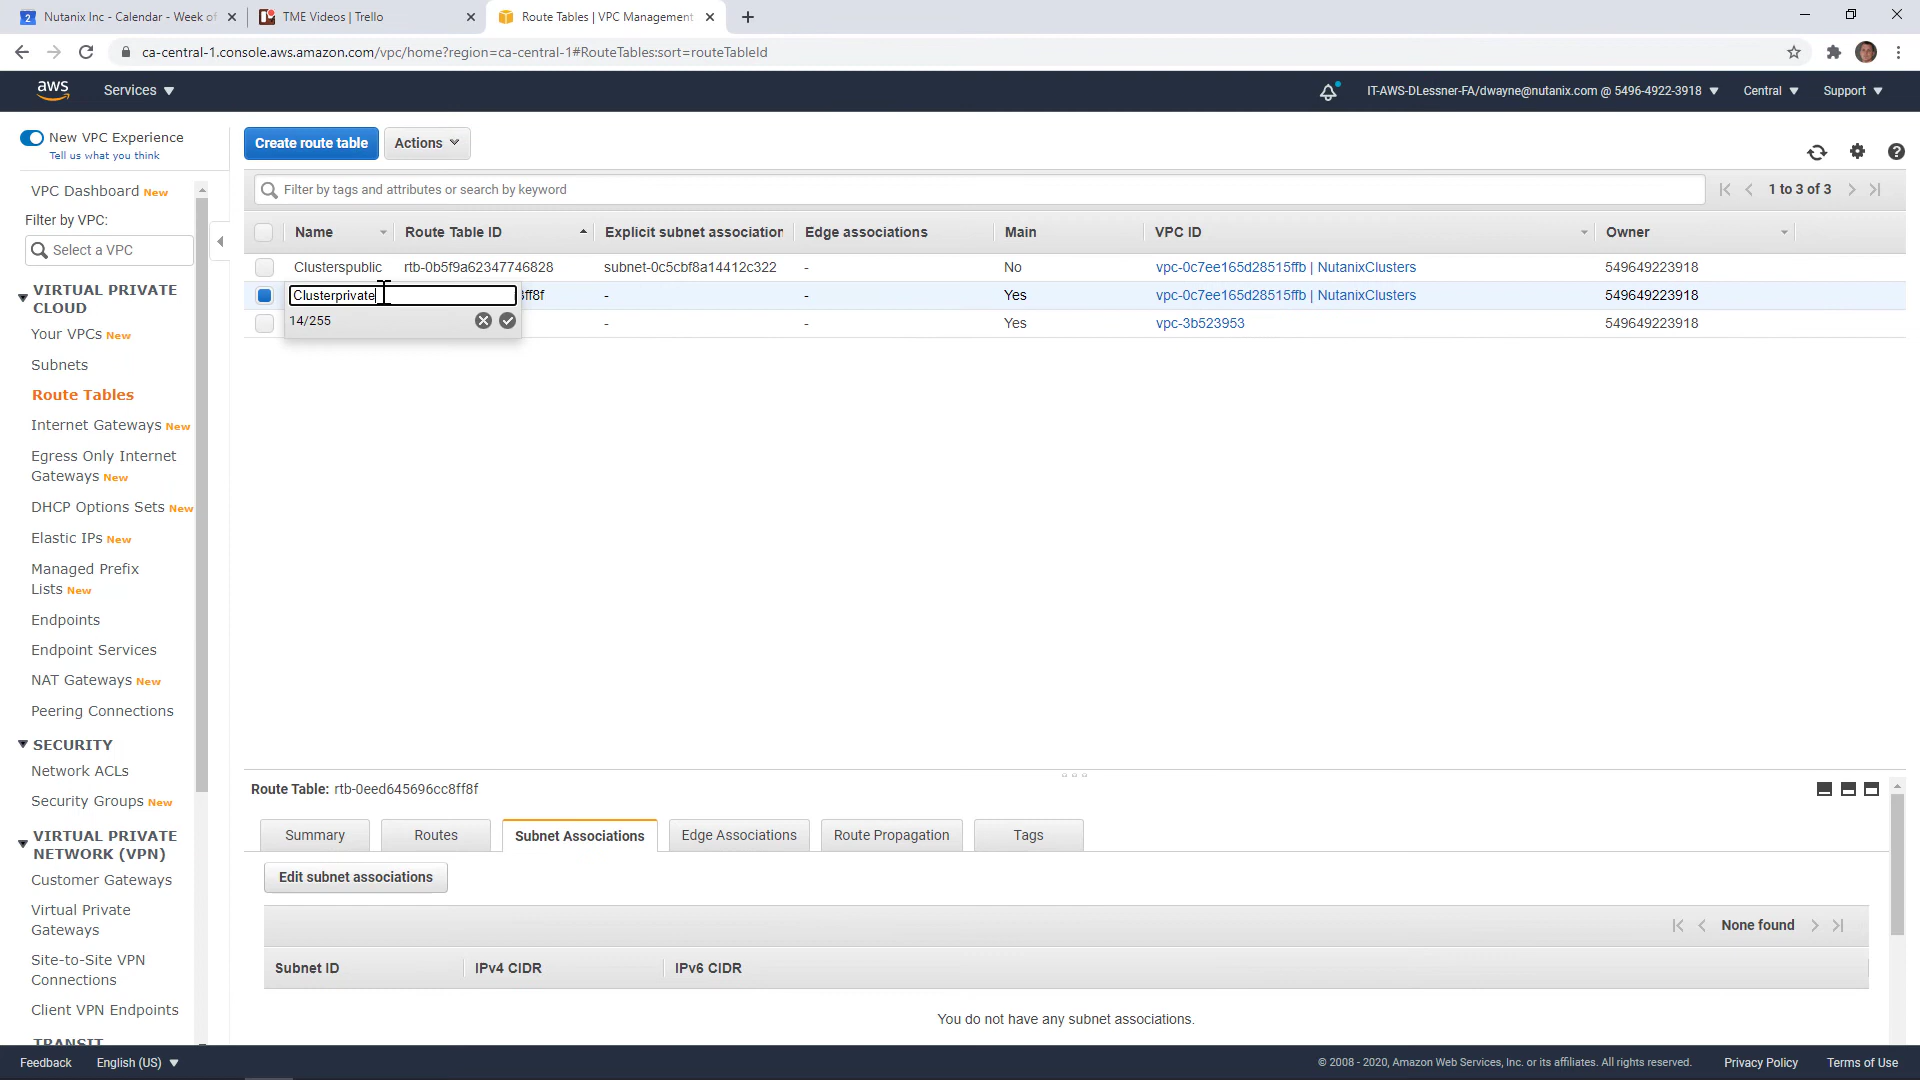 Nutanix Inc - Calendar - Week of
TME Videos | Trello
Route Tables | VPC Management
ca-central-1.console.aws.amazon.com/vpc/home?region=ca-central-1#RouteTables:sort=routeTableId
aws
Services
IT-AWS-DLessner-FA/dwayne@nutanix.com @ 5496-4922-3918
Central
Support
New VPC Experience
Tell us what you think
VPC Dashboard New
Filter by VPC:
Select a VPC
VIRTUAL PRIVATE
CLOUD
Your VPCs New
Subnets
Route Tables
Internet Gateways New
Egress Only Internet
Gateways New
DHCP Options Sets New
Elastic IPs New
Managed Prefix
Lists New
Endpoints
Endpoint Services
NAT Gateways New
Peering Connections
SECURITY
Network ACLs
Security Groups New
VIRTUAL PRIVATE
NETWORK (VPN)
Customer Gateways
Virtual Private
Gateways
Site-to-Site VPN
Connections
Client VPN Endpoints
TRANSIT
Create route table
Actions
Filter by tags and attributes or search by keyword
1 to 3 of 3
Name Route Table ID Explicit subnet association Edge associations Main VPC ID Owner
Clusterspublic rtb-0b5f9a62347746828 subnet-0c5cbf8a14412c322 - No vpc-0c7ee165d28515ffb | NutanixClusters 549649223918
Clusterprivate 8ff8f - - Yes vpc-0c7ee165d28515ffb | NutanixClusters 549649223918
14/255
- - Yes vpc-3b523953 549649223918
Route Table: rtb-0eed645696cc8ff8f
Summary
Routes
Subnet Associations
Edge Associations
Route Propagation
Tags
Edit subnet associations
None found
Subnet ID IPv4 CIDR IPv6 CIDR
You do not have any subnet associations.
Feedback
English (US)
© 2008 - 2020, Amazon Web Services, Inc. or its affiliates. All rights reserved.
Privacy Policy
Terms of Use